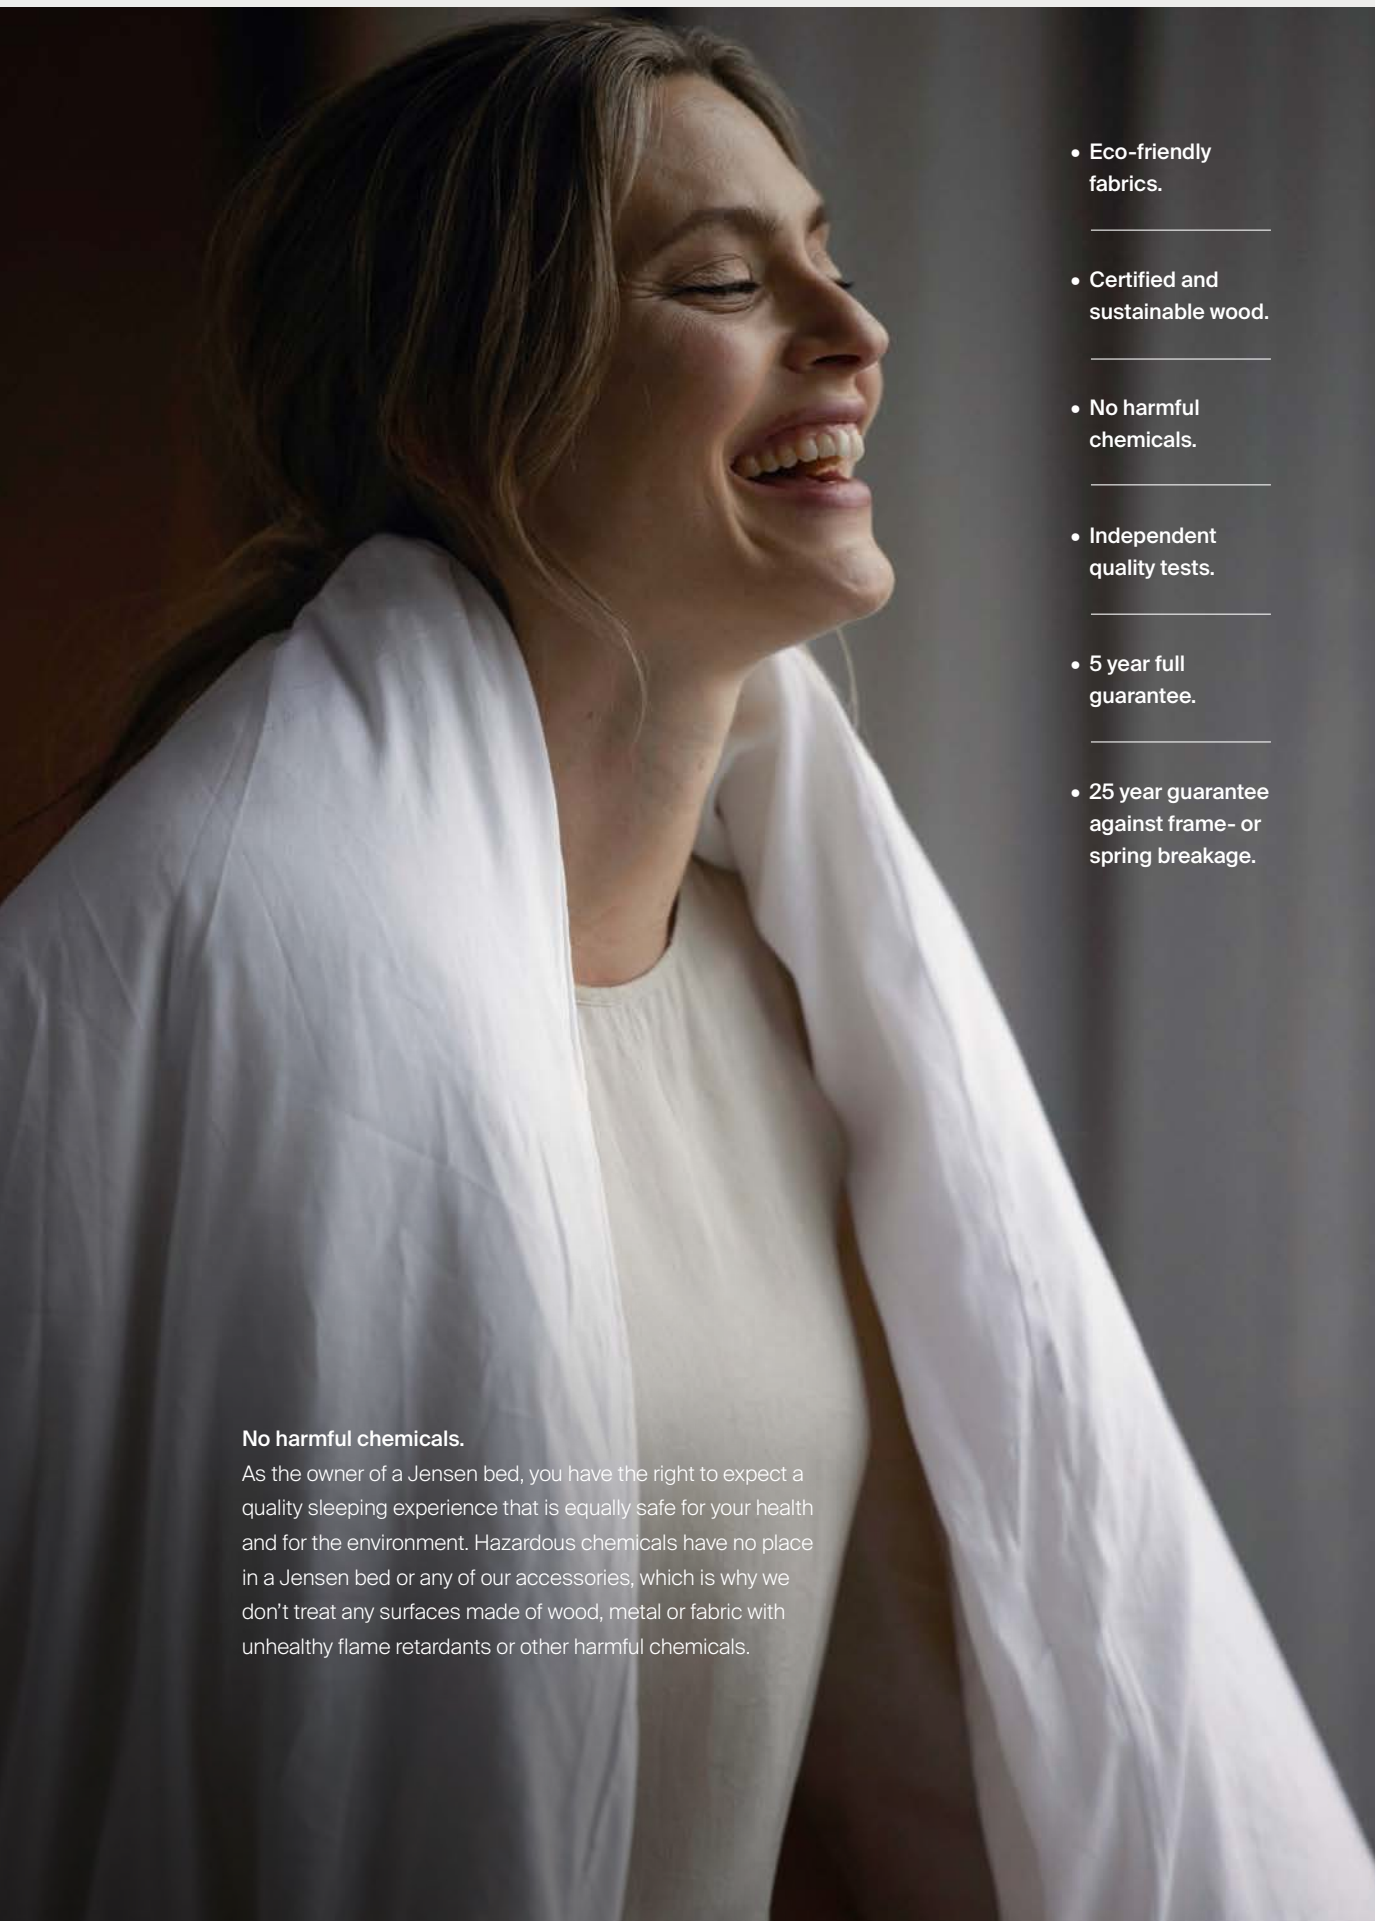 • Eco-friendly
fabrics.
• Certified and
sustainable wood.
• No harmful
chemicals.
• Independent
quality tests.
• 5 year full
guarantee.
• 25 year guarantee
against frame- or
spring breakage.
No harmful chemicals.
As the owner of a Jensen bed, you have the right to expect a
quality sleeping experience that is equally safe for your health
and for the environment. Hazardous chemicals have no place
in a Jensen bed or any of our accessories, which is why we
don’t treat any surfaces made of wood, metal or fabric with
unhealthy flame retardants or other harmful chemicals.